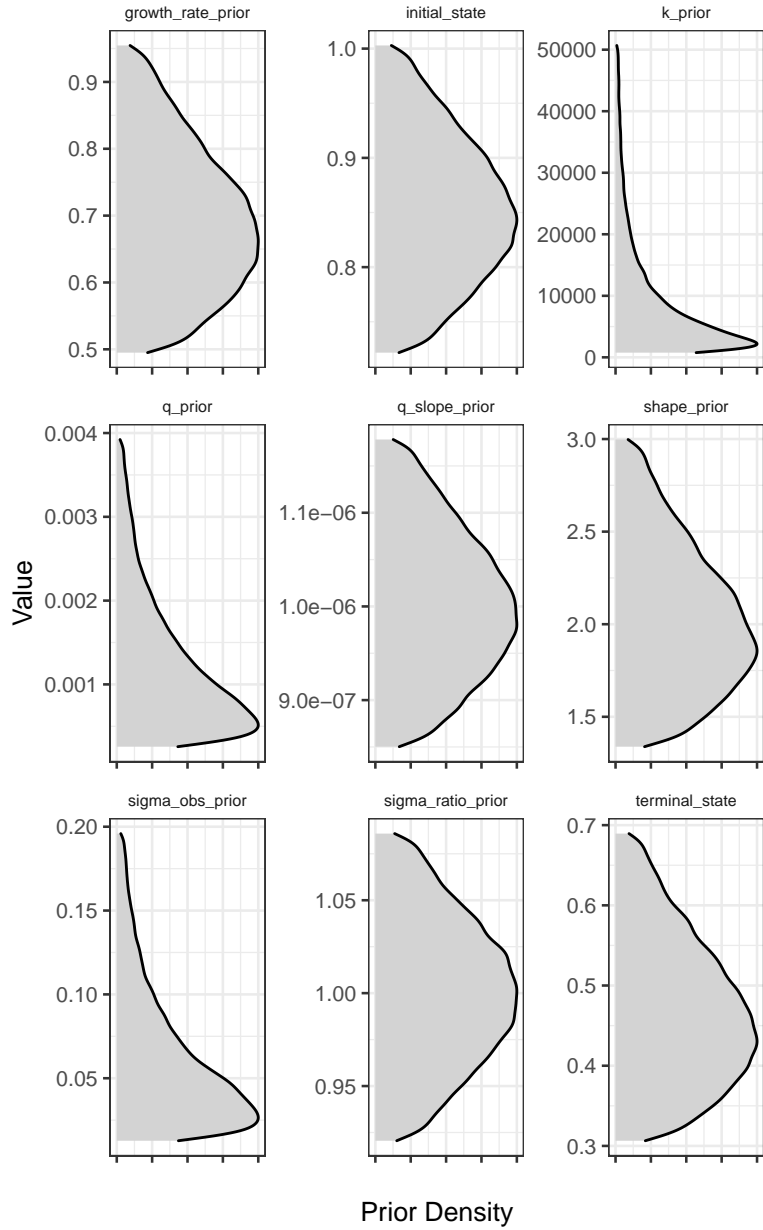 growth_rate_prior
initial_state
k_prior
0.9
0.8
0.7
0.6
0.5
1.0
0.9
0.8
50000
40000
30000
20000
10000
0
q_prior
q_slope_prior
shape_prior
0.004
0.003
0.002
0.001
1.1e-06
1.0e-06
9.0e-07
3.0
2.5
2.0
1.5
Value
sigma_obs_prior
sigma_ratio_prior
terminal_state
0.20
0.15
0.10
0.05
1.05
1.00
0.95
0.7
0.6
0.5
0.4
0.3
Prior Density